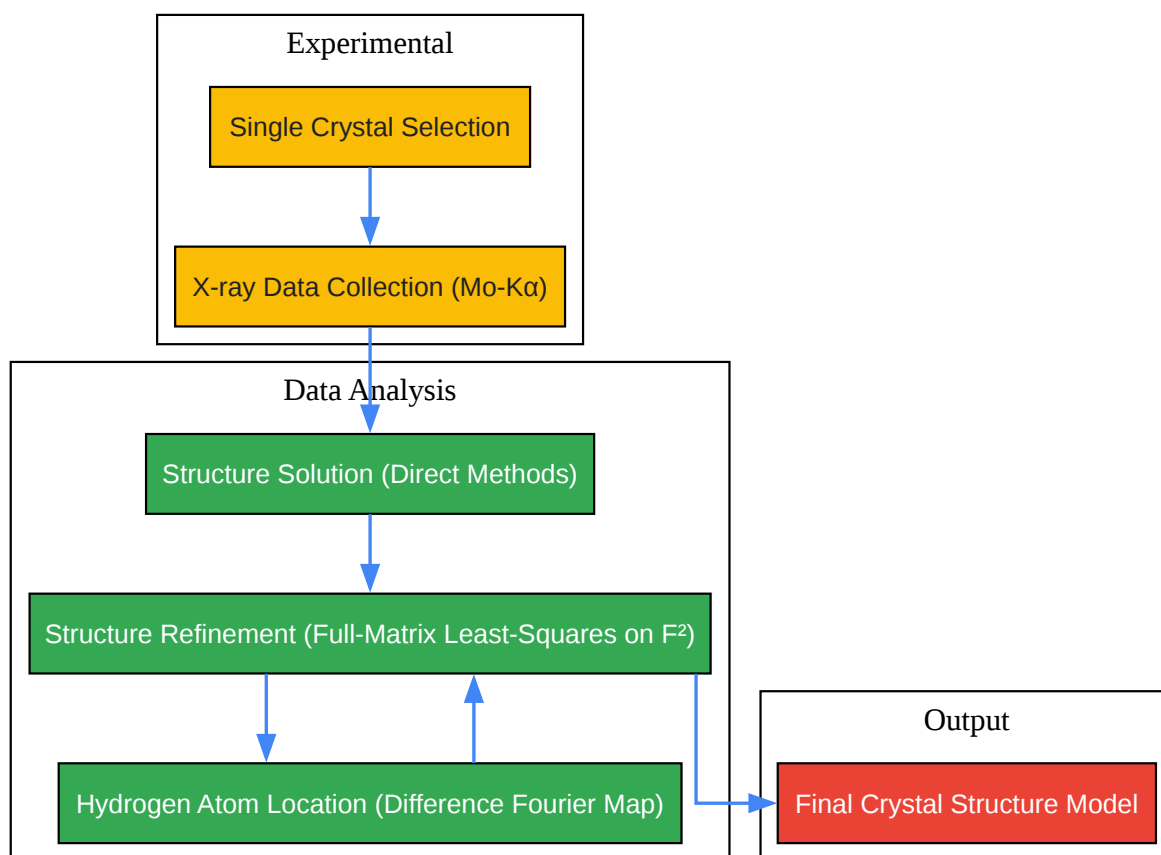 Experimental
Single Crystal Selection
X-ray Data Collection (Mo-Kα)
Data Analysis
Structure Solution (Direct Methods)
Structure Refinement (Full-Matrix Least-Squares on F²)
Hydrogen Atom Location (Difference Fourier Map)
Output
Final Crystal Structure Model